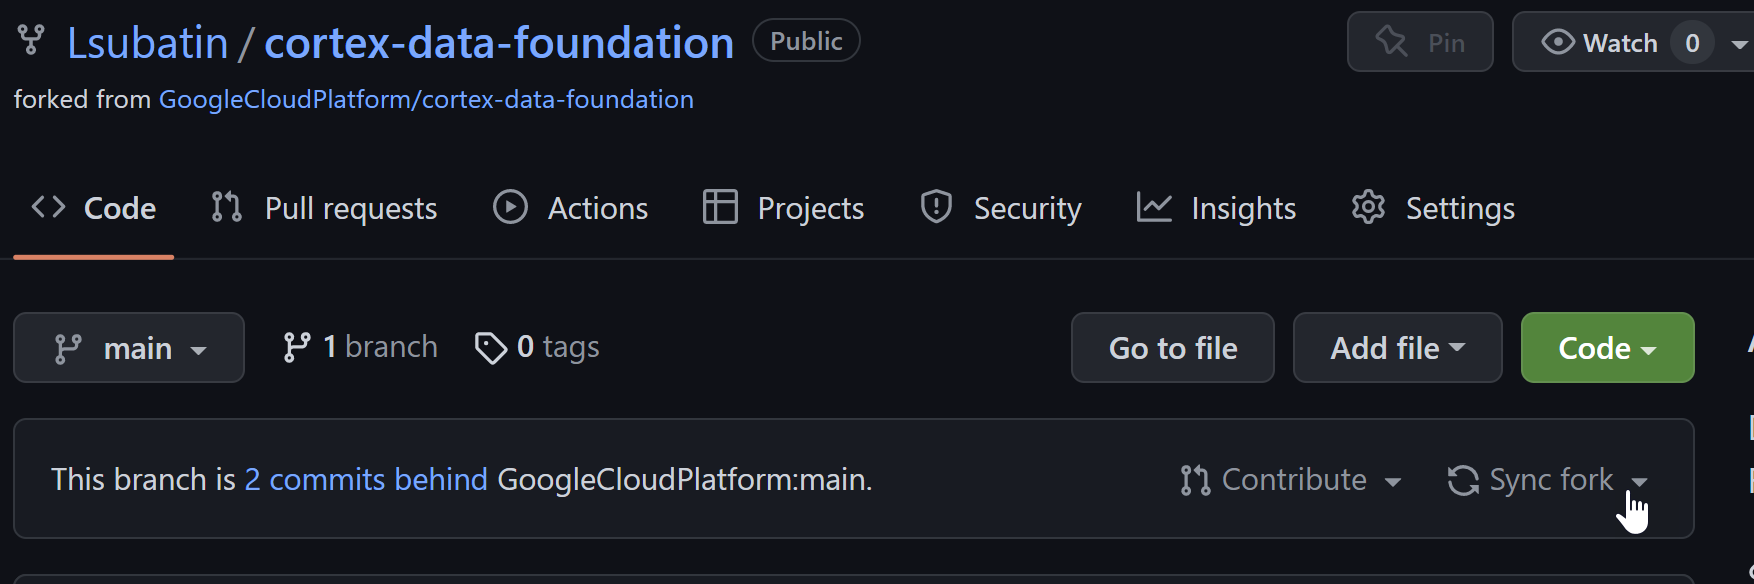 Lsubatin / cortex-data-foundation Public Pin Watch 0
forked from GoogleCloudPlatform/cortex-data-foundation
Code Pull requests Actions Projects Security Insights Settings
main 1 branch 0 tags Go to file Add file Code
This branch is 2 commits behind GoogleCloudPlatform:main. Contribute Sync fork